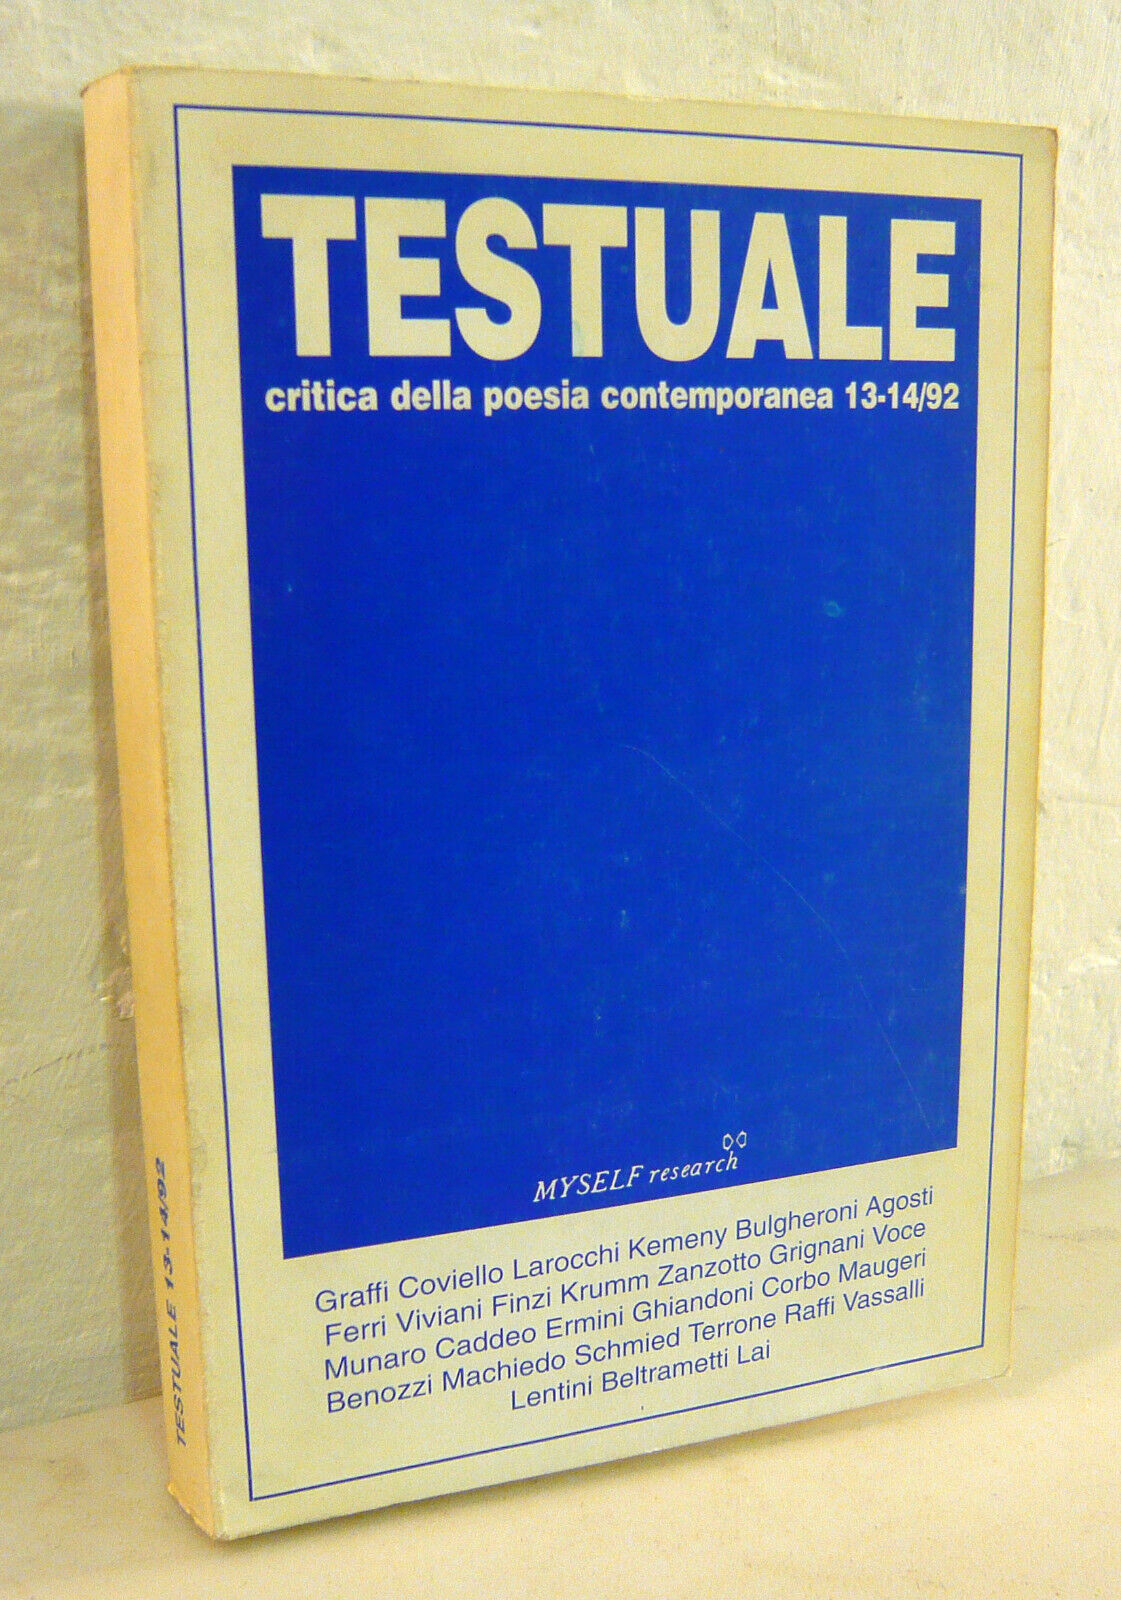 TESTUALE
critica della poesia contemporanea 13-14/92
MYSELF research
Graffi Coviello Larocchi Kemeny Bulgheroni Agosti
Ferri Viviani Finzi Krumm Zanzotto Grignani Voce
Munaro Caddeo Ermini Ghiandoni Corbo Maugeri
Benozzi Machiedo Schmied Terrone Raffi Vassalli
Lentini Beltrametti Lai
TESTUALE 13-14/92